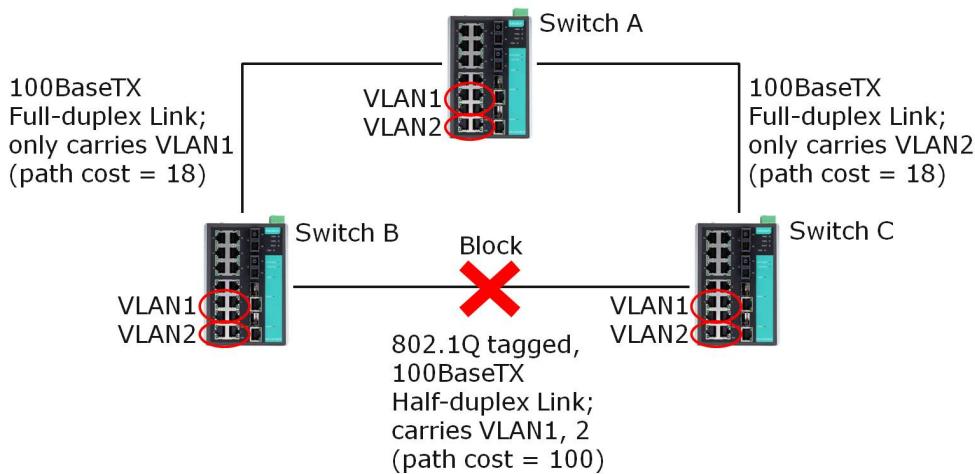 Switch A
100BaseTX
Full-duplex Link;
only carries VLAN1
(path cost = 18)
VLAN1
VLAN2
100BaseTX
Full-duplex Link;
only carries VLAN2
(path cost = 18)
Switch B
Block
Switch C
VLAN1
VLAN2
VLAN1
VLAN2
802.1Q tagged,
100BaseTX
Half-duplex Link;
carries VLAN1, 2
(path cost = 100)